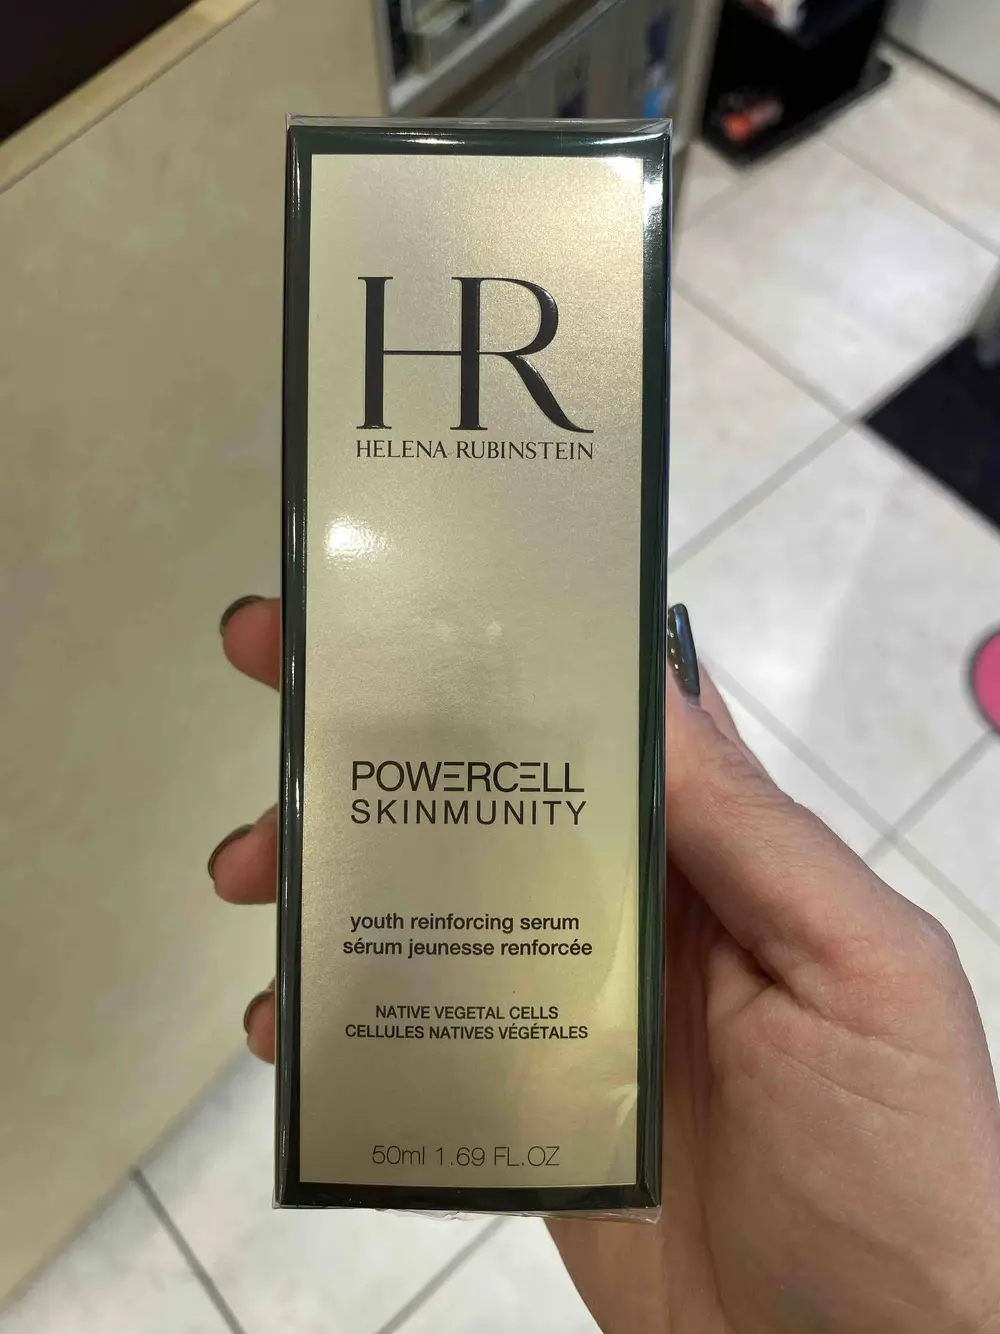 HR
HELENA RUBINSTEIN
POWERCELL
SKINMUNITY
youth reinforcing serum
sérum jeunesse renforcée
NATIVE VEGETAL CELLS
CELLULES NATIVES VÉGÉTALES
50ml 1.69 FL.OZ